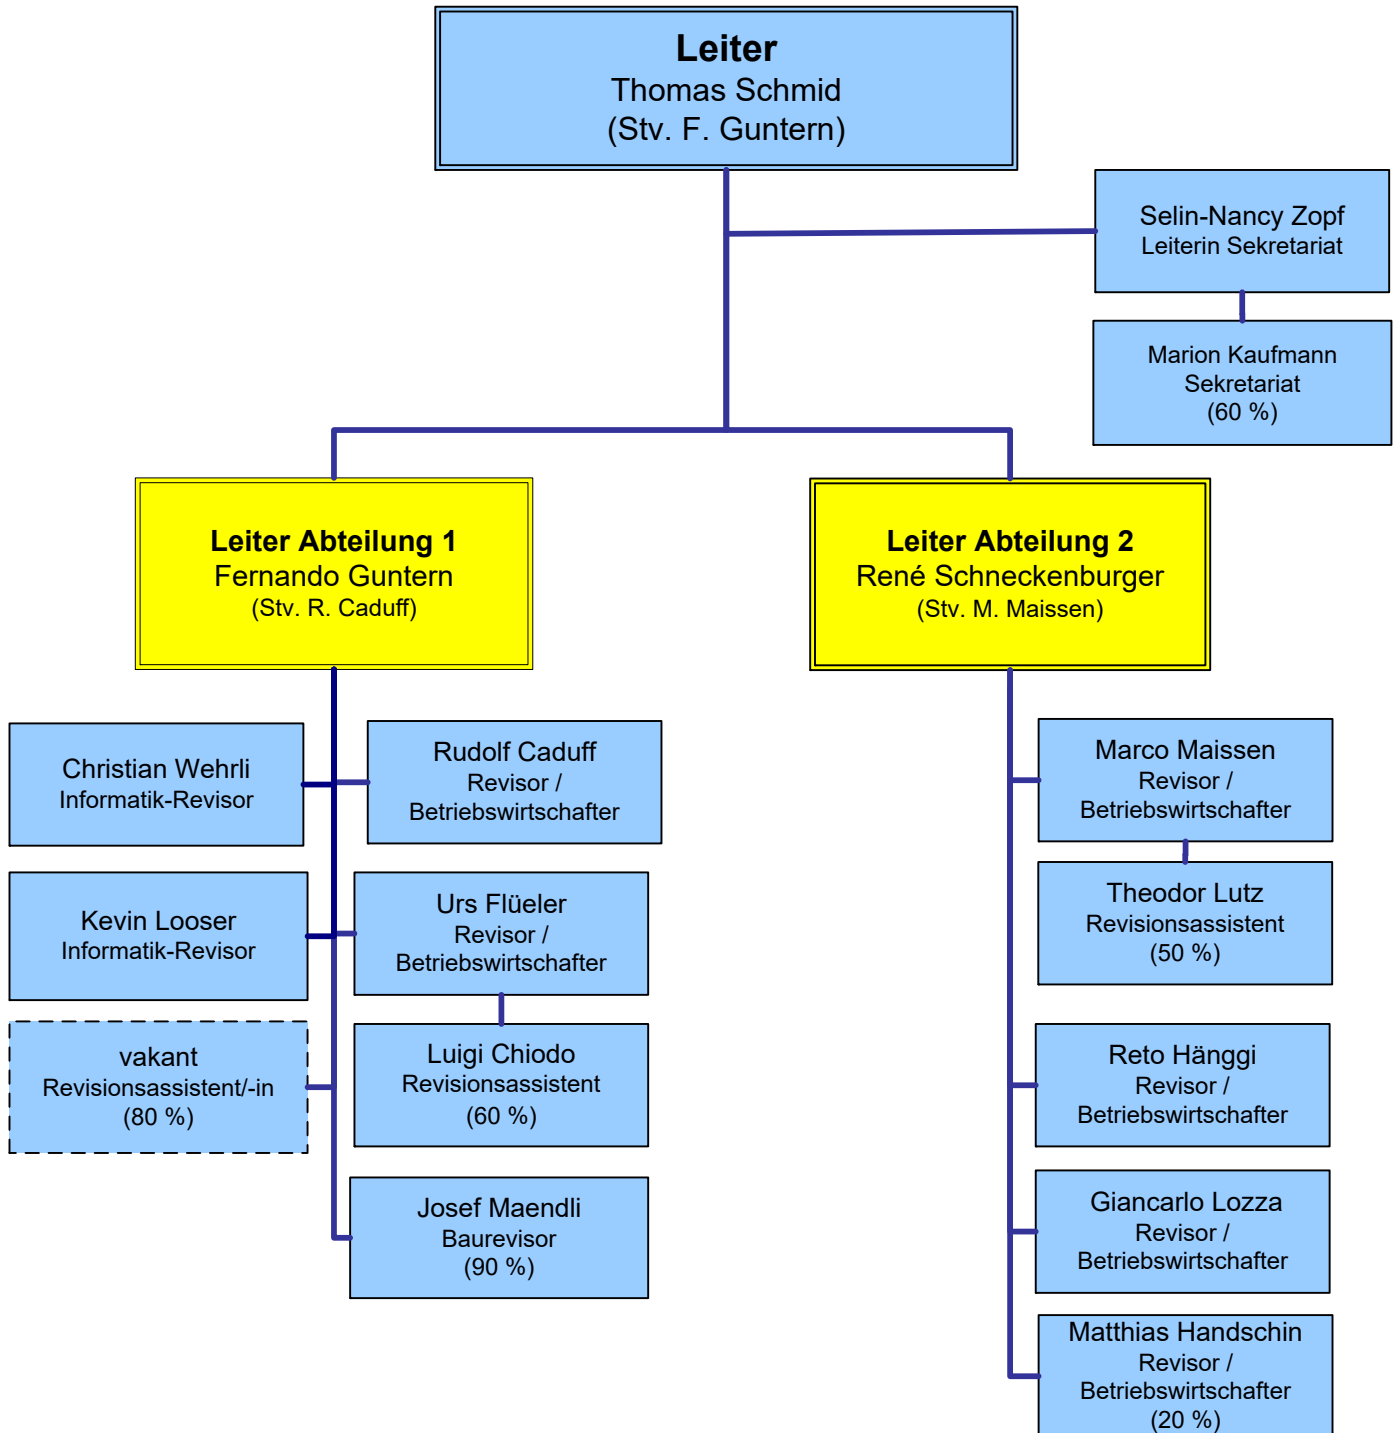 Leiter
Thomas Schmid
(Stv. F. Guntern)
Selin-Nancy Zopf
Leiterin Sekretariat
Marion Kaufmann
Sekretariat
(60 %)
Leiter Abteilung 1
Fernando Guntern
(Stv. R. Caduff)
Leiter Abteilung 2
René Schneckenburger
(Stv. M. Maissen)
Christian Wehrli
Informatik-Revisor
Rudolf Caduff
Revisor /
Betriebswirtschafter
Kevin Looser
Informatik-Revisor
Urs Flüeler
Revisor /
Betriebswirtschafter
vakant
Revisionsassistent/-in
(80 %)
Luigi Chiodo
Revisionsassistent
(60 %)
Josef Maendli
Baurevisor
(90 %)
Marco Maissen
Revisor /
Betriebswirtschafter
Theodor Lutz
Revisionsassistent
(50 %)
Reto Hänggi
Revisor /
Betriebswirtschafter
Giancarlo Lozza
Revisor /
Betriebswirtschafter
Matthias Handschin
Revisor /
Betriebswirtschafter
(20 %)